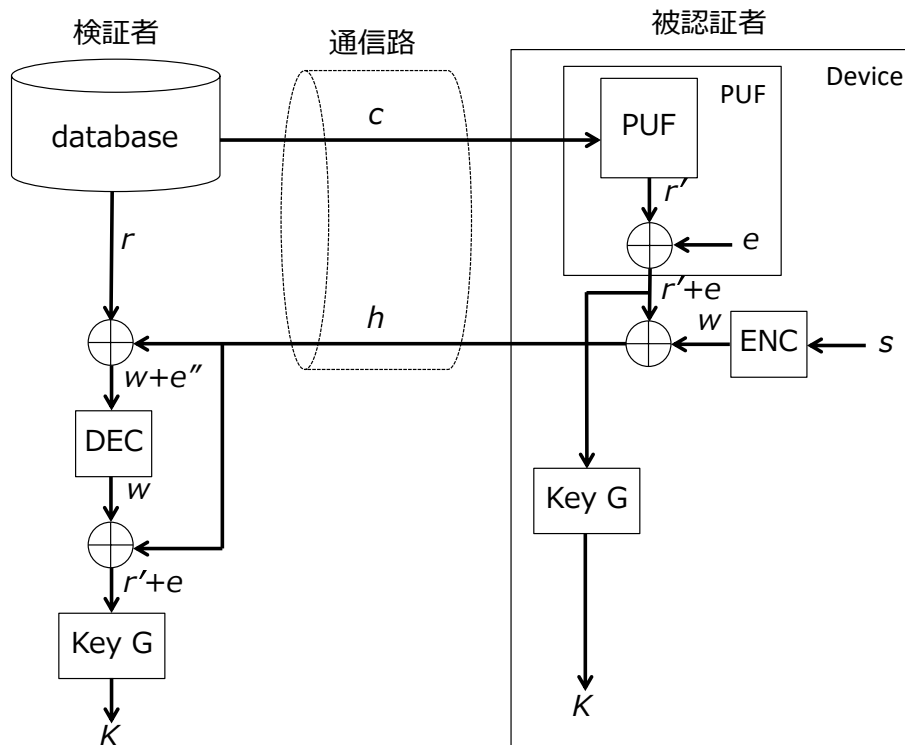 検証者
通信路
被認証者
Device
PUF
database
c
PUF
r′
r
e
r′+e
h
w
ENC
s
w+e″
DEC
w
Key G
r′+e
Key G
K
K